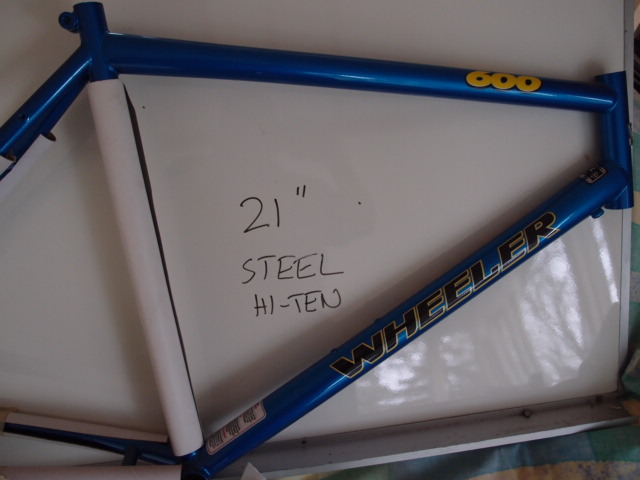 600
21"
STEEL
HI-TEN
WHEELER